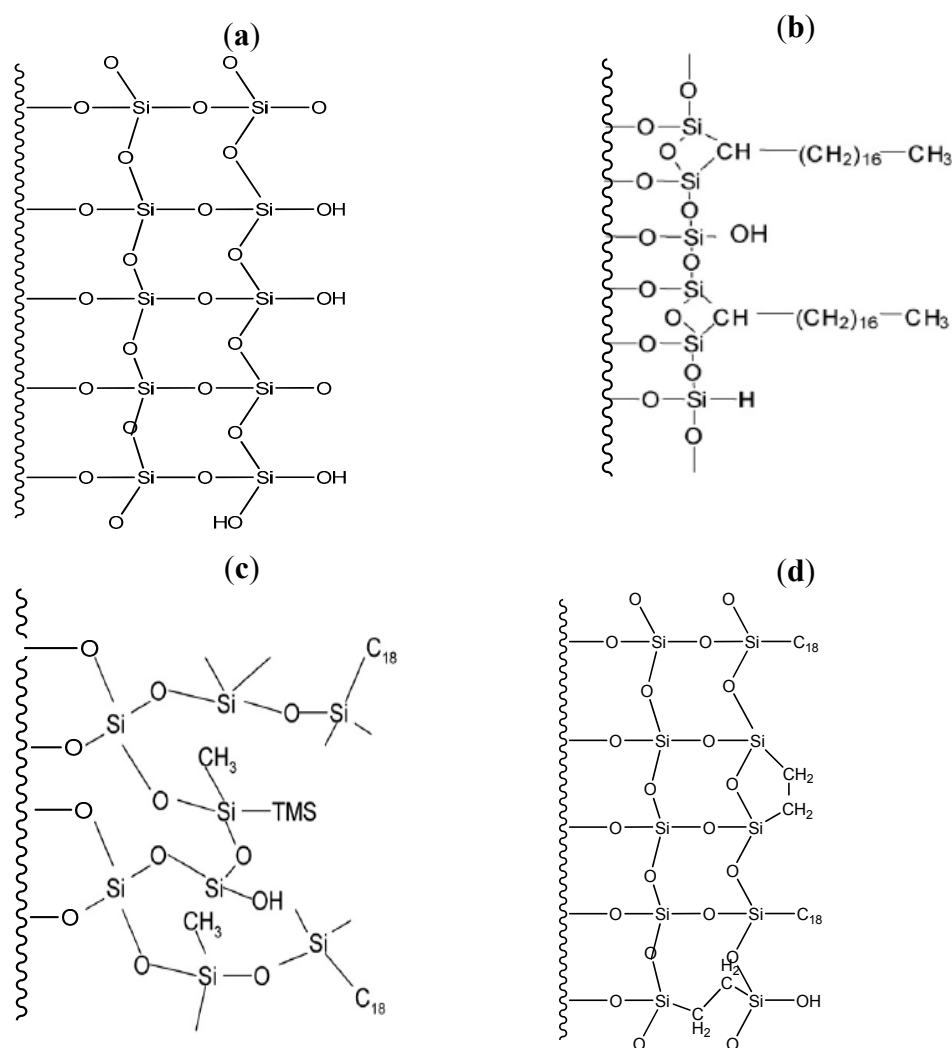 (a)
O O
O Si O Si O
O O
O Si O Si OH
O O
O Si O Si OH
O O
O Si O Si O
O O
O Si O Si OH
O HO
(b)
O
O Si
O CH (CH₂)₁₆ CH₃
O Si
O
O Si OH
O
O Si
O CH (CH₂)₁₆ CH₃
O Si
O
O Si H
O
(c)
O C₁₈
O Si O Si
Si
O CH₃
O Si TMS
O O
O Si OH
Si CH₃ Si
O
O Si O C₁₈
(d)
O O
O Si O Si C₁₈
O O
O Si O Si
CH₂
O O
O Si O Si CH₂
O O
O Si O Si C₁₈
O O
H₂
O Si Si OH
C
H₂
O O